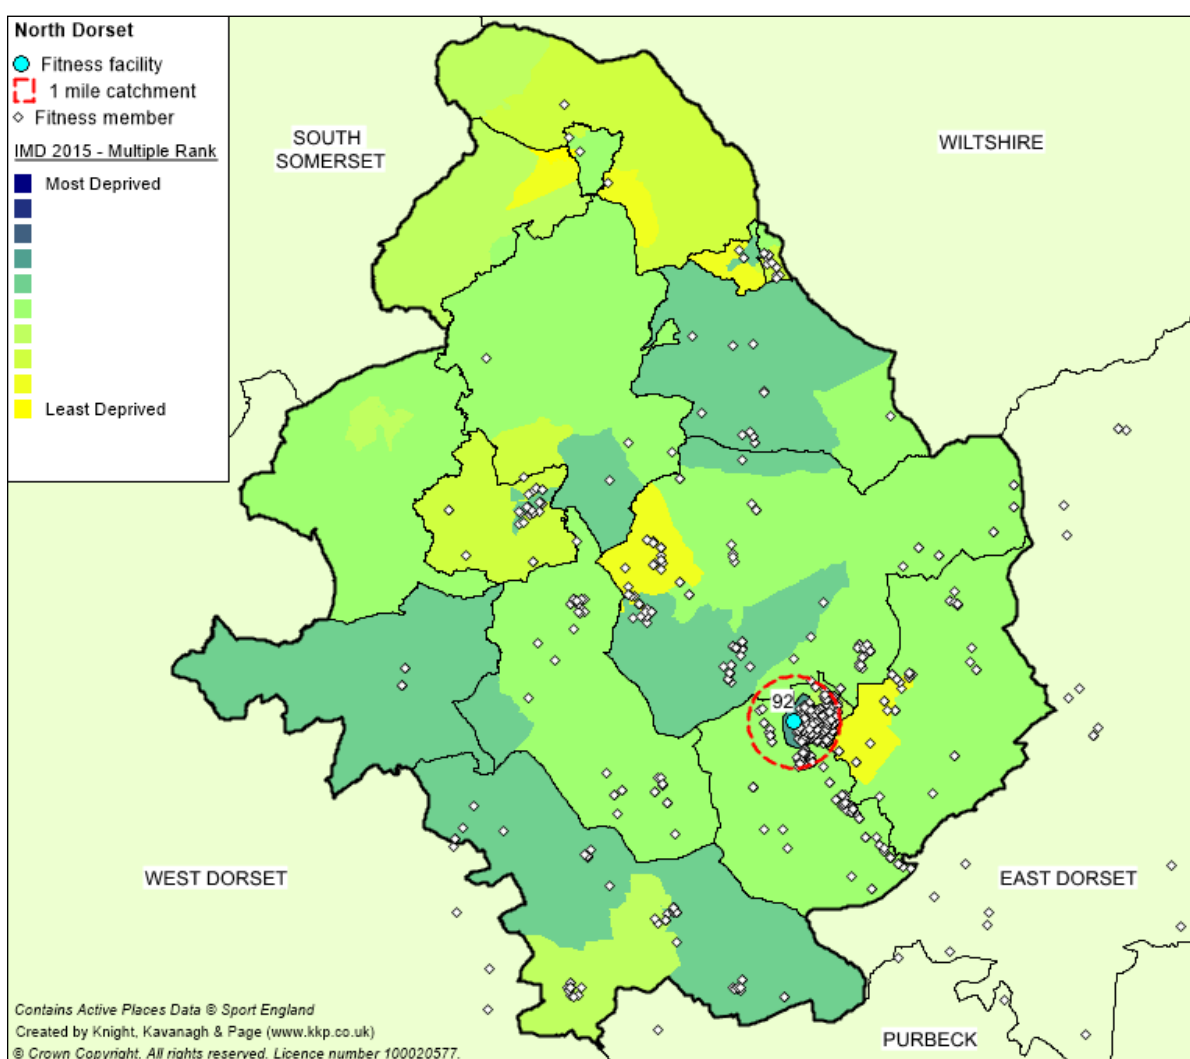 North Dorset
Fitness facility
1 mile catchment
Fitness member
IMD 2015 - Multiple Rank
Most Deprived
Least Deprived
SOUTH
SOMERSET
WILTSHIRE
92
WEST DORSET
EAST DORSET
PURBECK
Contains Active Places Data © Sport England
Created by Knight, Kavanagh & Page (www.kkp.co.uk)
© Crown Copyright. All rights reserved. Licence number 100020577.